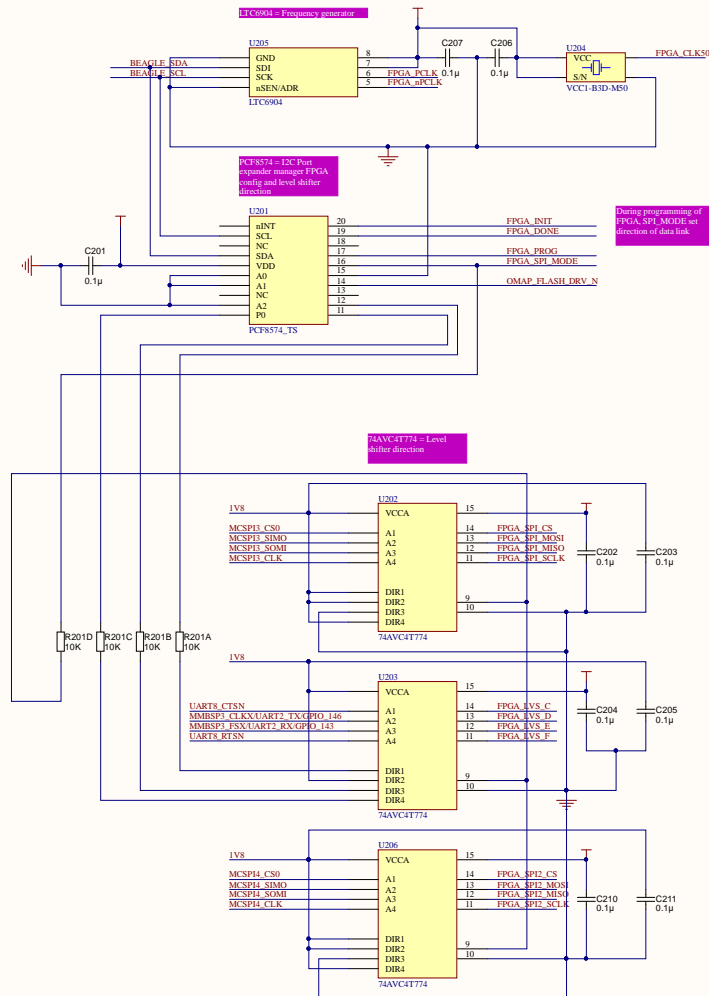 LTC6904 = Frequency generator
U205
GND
SDI
SCK
nSEN/ADR
8
7
6
5
LTC6904
BEAGLE_SDA
BEAGLE_SCL
FPGA_PCLK
FPGA_nPCLK
C207
0.1µ
C206
0.1µ
U204
VCC
S/N
VCC1-B3D-M50
FPGA_CLK50
PCF8574 = I2C Port
expander manager FPGA
config and level shifter
direction
During programming of
FPGA, SPI_MODE set
direction of data link
C201
0.1µ
U201
nINT
SCL
NC
SDA
VDD
A0
A1
NC
A2
P0
20
19
18
17
16
15
14
13
12
11
PCF8574_TS
FPGA_INIT
FPGA_DONE
FPGA_PROG
FPGA_SPI_MODE
OMAP_FLASH_DRV_N
74AVC4T774 = Level
shifter direction
1V8
MCSPI3_CS0
MCSPI3_SIMO
MCSPI3_SOMI
MCSPI3_CLK
U202
VCCA
A1
A2
A3
A4
DIR1
DIR2
DIR3
DIR4
15
14
13
12
11
9
10
74AVC4T774
FPGA_SPI_CS
FPGA_SPI_MOSI
FPGA_SPI_MISO
FPGA_SPI_SCLK
C202
0.1µ
C203
0.1µ
R201D
10K
R201C
10K
R201B
10K
R201A
10K
1V8
UART8_CTSN
MMBSP3_CLKX/UART2_TX/GPIO_146
MMBSP3_FSX/UART2_RX/GPIO_143
UART8_RTSN
U203
VCCA
A1
A2
A3
A4
DIR1
DIR2
DIR3
DIR4
15
14
13
12
11
9
10
74AVC4T774
FPGA_LVS_C
FPGA_LVS_D
FPGA_LVS_E
FPGA_LVS_F
C204
0.1µ
C205
0.1µ
1V8
MCSPI4_CS0
MCSPI4_SIMO
MCSPI4_SOMI
MCSPI4_CLK
U206
VCCA
A1
A2
A3
A4
DIR1
DIR2
DIR3
DIR4
15
14
13
12
11
9
10
74AVC4T774
FPGA_SPI2_CS
FPGA_SPI2_MOSI
FPGA_SPI2_MISO
FPGA_SPI2_SCLK
C210
0.1µ
C211
0.1µ